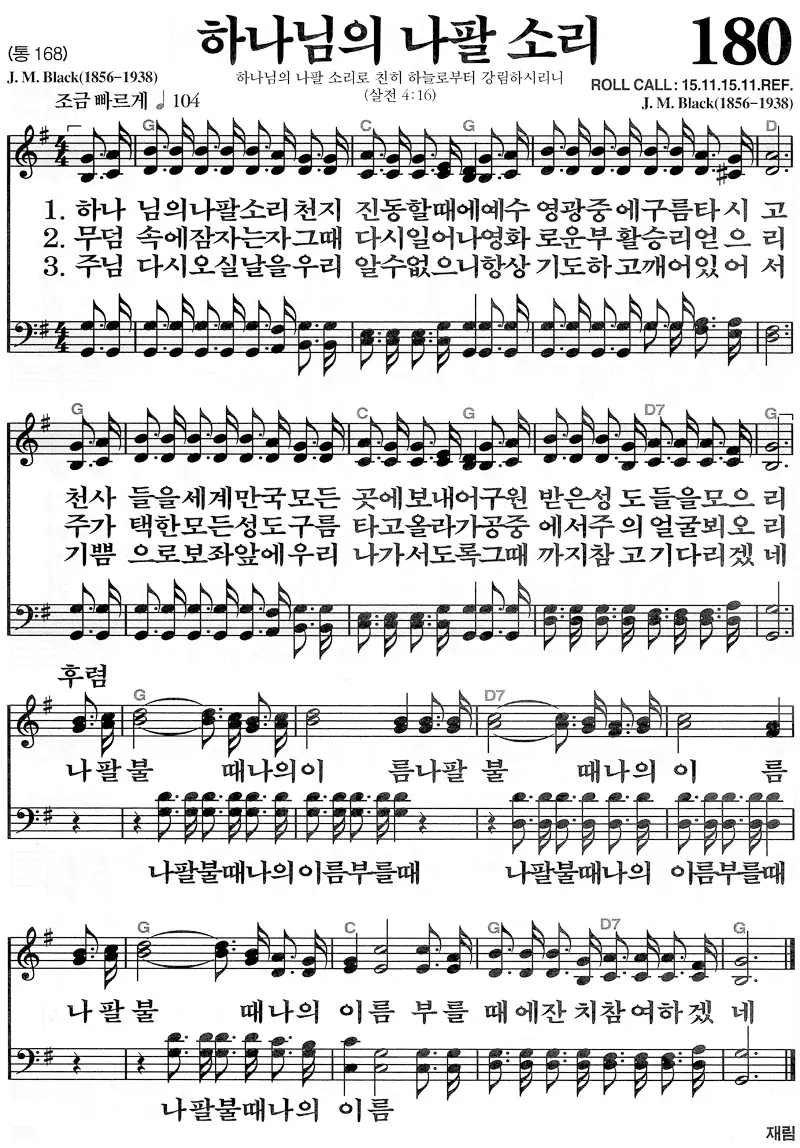 (통 168)
하나님의 나팔 소리
180
J. M. Black(1856-1938)
하나님의 나팔 소리로 친히 하늘로부터 강림하시리니
(살전 4:16)
ROLL CALL : 15.11.15.11.REF.
J. M. Black(1856-1938)
조금 빠르게 ♩ 104
G C G D
4 4
1. 하나 님의나팔소리천지 진동할때에예수 영광중에구름타시고
2. 무덤 속에잠자는자그때 다시일어나영화 로운부활승리얻으리
3. 주님 다시오실날을우리 알수없으니항상 기도하고깨어있어서
4 4
G C G D7 G
천사 들을세계만국모든 곳에보내어구원 받은성도들을모으리
주가 택한모든성도구름 타고올라가공중 에서주의얼굴뵈오리
기쁨 으로보좌앞에우리 나가서도록그때 까지참고기다리겠네
후렴
G D7
나팔불 때나의이 름나팔 불 때나의이 름
나팔불때나의이름부를때 나팔불때나의 이름부를때
G C G D7 G
나팔불 때나의 이름 부를 때에잔치참여하겠 네
나팔불때나의 이름
재림